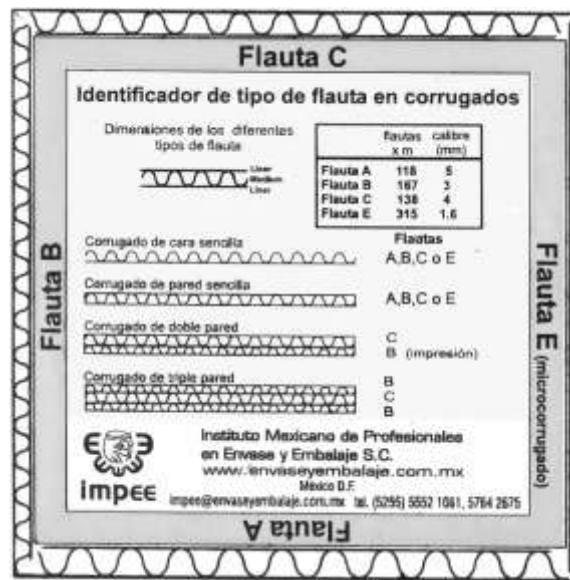 Flauta C
Identificador de tipo de flauta en corrugados
Dimensiones de los diferentes
tipos de flauta
Liner
Medium
Liner
flautas calibre
x m (mm)
Flauta A 118 5
Flauta B 167 3
Flauta C 138 4
Flauta E 315 1.6
Flautas
Corrugado de cara sencilla
A,B,C o E
Corrugado de pared sencilla
A,B,C o E
Corrugado de doble pared
C
B (impresión)
Corrugado de triple pared
B
C
B
Flauta B
Flauta E (microcorrugado)
impee
Instituto Mexicano de Profesionales
en Envase y Embalaje S.C.
www.envaseyembalaje.com.mx
México D.F.
impee@envaseyembalaje.com.mx tel. (5255) 5552 1061, 5764 2675
Flauta A